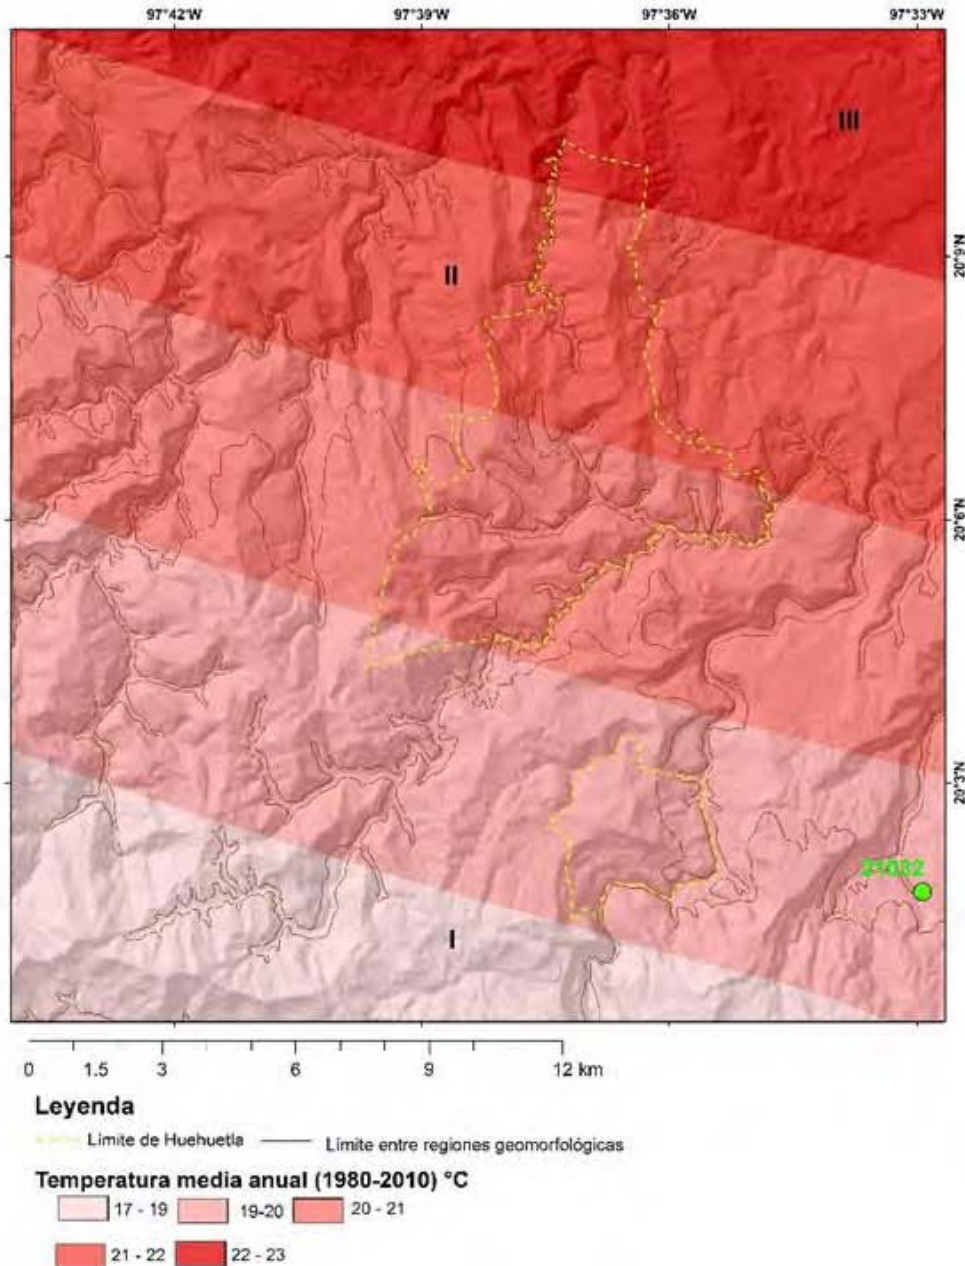 97°42'W 97°39'W 97°36'W 97°33'W
III
20°9'N
II
20°6'N
20°3'N
21032
I
0 1.5 3 6 9 12 km
Leyenda
Límite de Huehuetla Límite entre regiones geomorfológicas
Temperatura media anual (1980-2010) °C
17 - 19 19-20 20 - 21
21 - 22 22 - 23